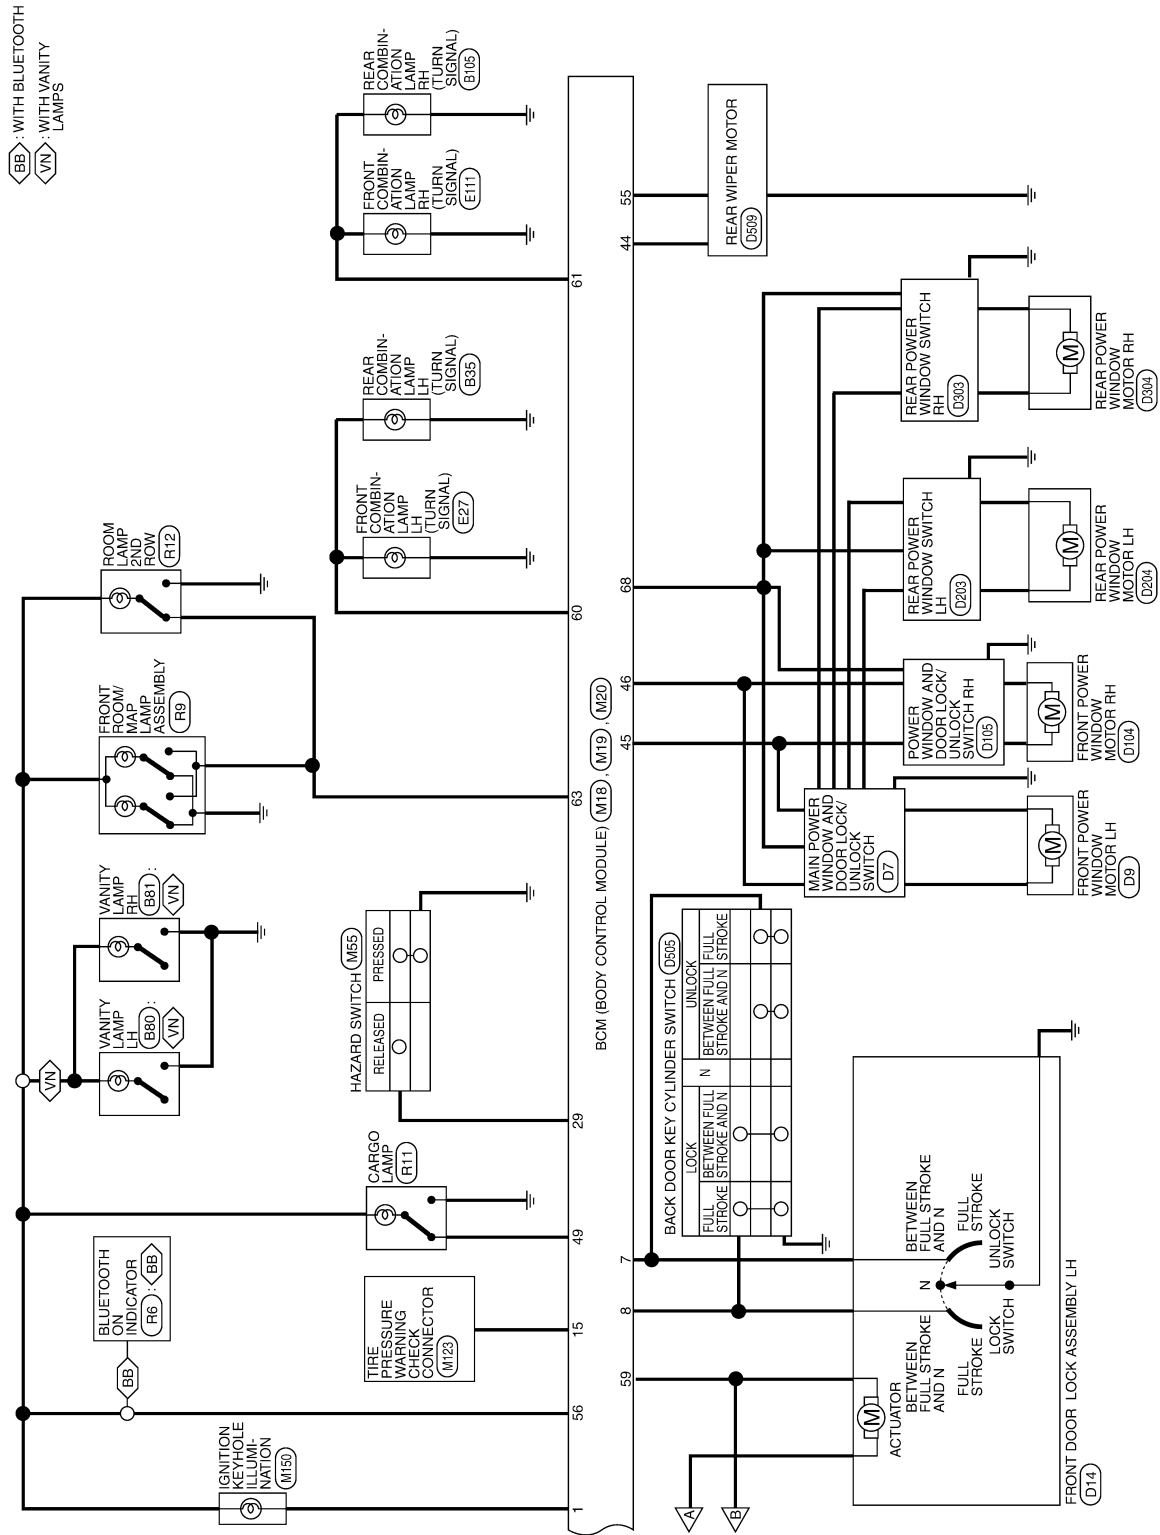 BB : WITH BLUETOOTH
VN : WITH VANITY
LAMPS
IGNITION
KEYHOLE
ILLUMI-
NATION
M150
BLUETOOTH
ON
INDICATOR
R6 : BB
BB
TIRE
PRESSURE
WARNING
CHECK
CONNECTOR
M123
CARGO
LAMP
R11
VN
VANITY
LAMP
LH
B80 :
VN
VANITY
LAMP
RH
B81 :
VN
HAZARD SWITCH M55
RELEASED
PRESSED
FRONT
ROOM/
MAP
LAMP
ASSEMBLY
R9
ROOM
LAMP
2ND
ROW
R12
FRONT
COMBIN-
ATION
LAMP
LH
(TURN
SIGNAL)
E27
REAR
COMBIN-
ATION
LAMP
LH
(TURN
SIGNAL)
B35
FRONT
COMBIN-
ATION
LAMP
RH
(TURN
SIGNAL)
E111
REAR
COMBIN-
ATION
LAMP
RH
(TURN
SIGNAL)
B105
1
56
15
49
29
63
60
61
BCM (BODY CONTROL MODULE) M18 , M19 , M20
59
8
7
45
46
68
44
55
A
B
BACK DOOR KEY CYLINDER SWITCH D505
LOCK
N
UNLOCK
FULL
STROKE
BETWEEN FULL
STROKE AND N
BETWEEN FULL
STROKE AND N
FULL
STROKE
M
ACTUATOR
BETWEEN
FULL STROKE
AND N
FULL
STROKE
LOCK
SWITCH
N
BETWEEN
FULL STROKE
AND N
FULL
STROKE
UNLOCK
SWITCH
FRONT DOOR LOCK ASSEMBLY LH
D14
MAIN POWER
WINDOW AND
DOOR LOCK/
UNLOCK
SWITCH
D7
M
FRONT POWER
WINDOW
MOTOR LH
D9
POWER
WINDOW AND
DOOR LOCK/
UNLOCK
SWITCH RH
D105
M
FRONT POWER
WINDOW
MOTOR RH
D104
REAR POWER
WINDOW SWITCH
LH
D203
M
REAR POWER
WINDOW
MOTOR LH
D204
REAR POWER
WINDOW SWITCH
RH
D303
M
REAR POWER
WINDOW
MOTOR RH
D304
REAR WIPER MOTOR
D509